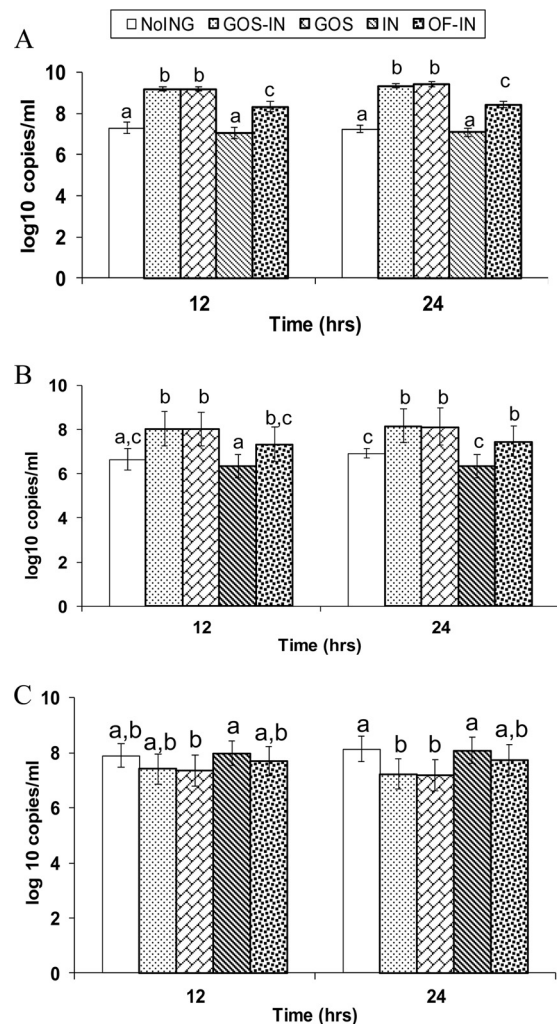 NoING GOS-IN GOS IN OF-IN
A
log10 copies/ml
10
8
6
4
2
0
a b b a c
a b b a c
12 24
Time (hrs)
B
log10 copies/ml
10
8
6
4
2
0
a,c b b a b,c
c b b c b
12 24
Time (hrs)
C
log 10 copies/ml
10
8
6
4
2
0
a,b a,b b a a,b
a b b a a,b
12 24
Time (hrs)